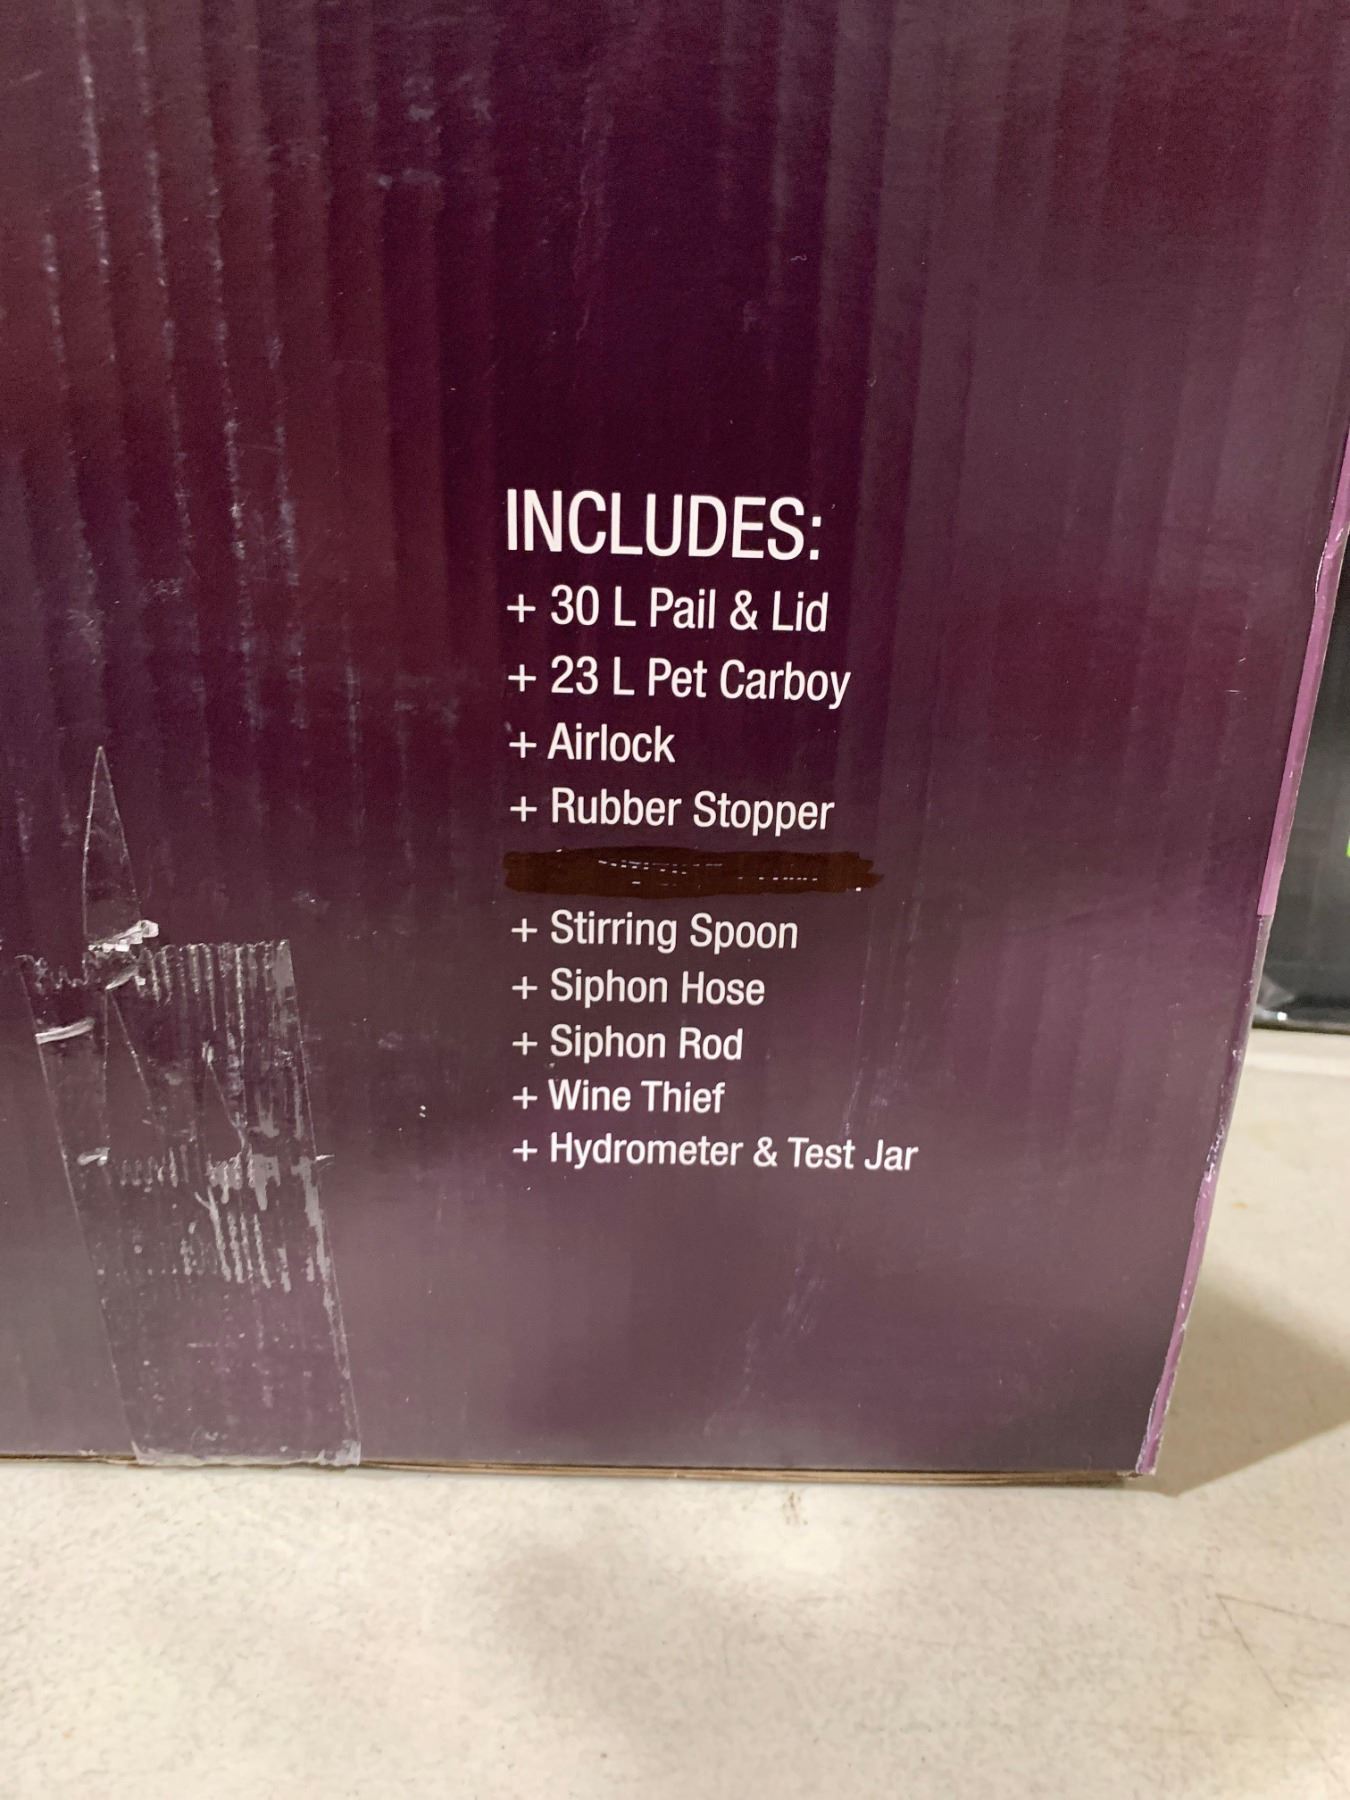 INCLUDES:
+ 30 L Pail & Lid
+ 23 L Pet Carboy
+ Airlock
+ Rubber Stopper
+ Stirring Spoon
+ Siphon Hose
+ Siphon Rod
+ Wine Thief
+ Hydrometer & Test Jar